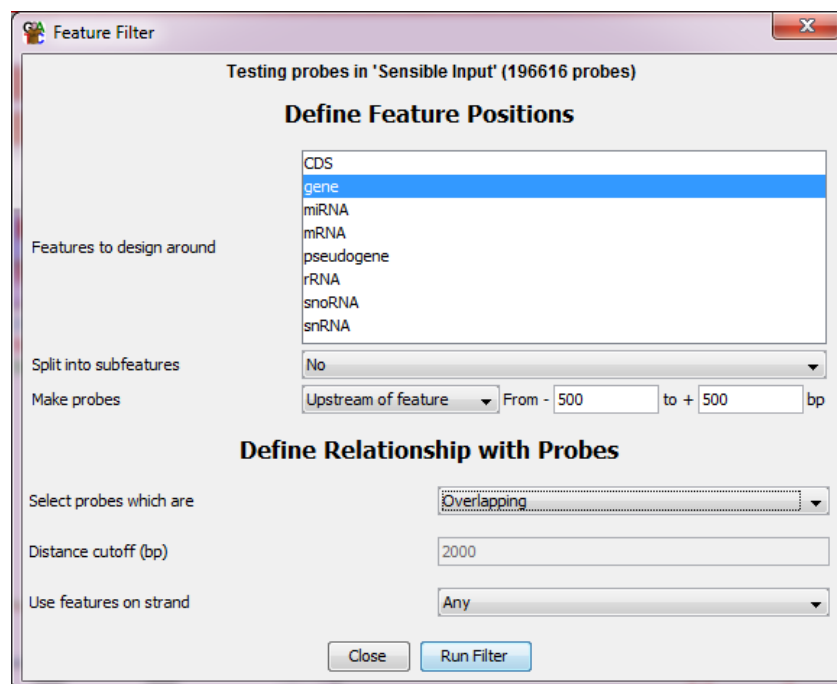 Feature Filter
X
Testing probes in 'Sensible Input' (196616 probes)
Define Feature Positions
CDS
gene
miRNA
mRNA
Features to design around
pseudogene
rRNA
snoRNA
snRNA
Split into subfeatures No
Make probes Upstream of feature From - 500 to + 500 bp
Define Relationship with Probes
Select probes which are Overlapping
Distance cutoff (bp) 2000
Use features on strand Any
Close Run Filter